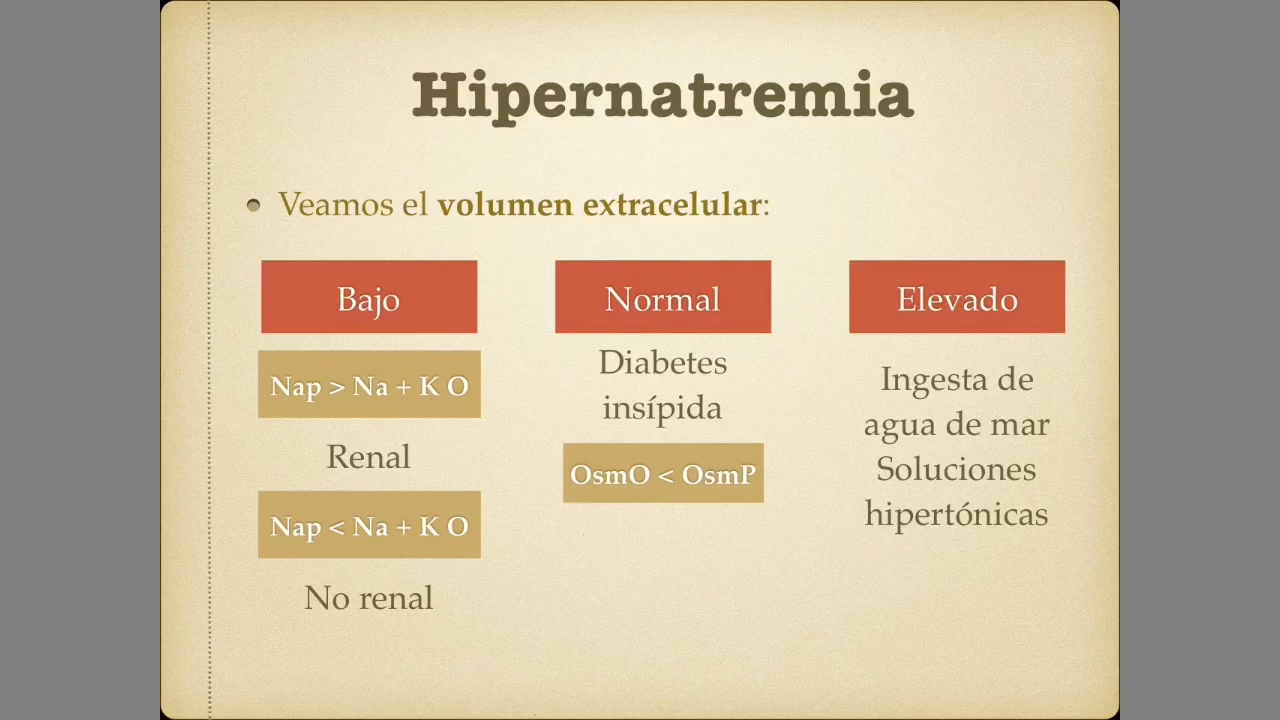 Hipernatremia
Veamos el volumen extracelular:
Bajo
Nap > Na + K O
Renal
Nap < Na + K O
No renal
Normal
Diabetes
insípida
OsmO < OsmP
Elevado
Ingesta de
agua de mar
Soluciones
hipertónicas